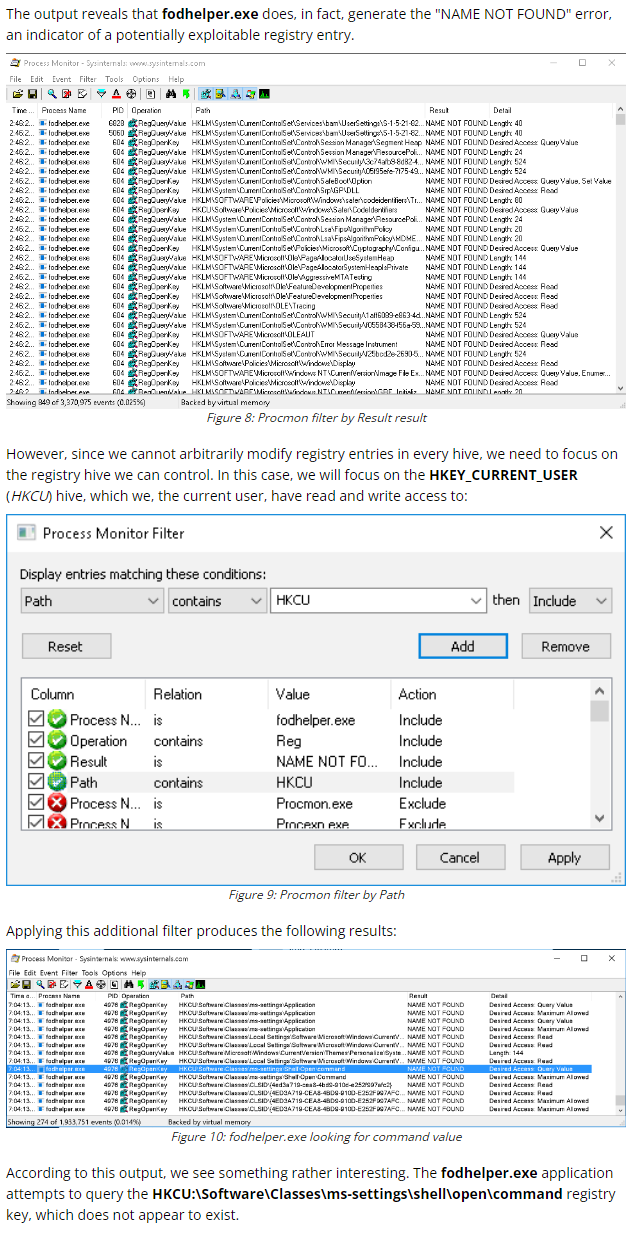 The output reveals that fodhelper.exe does, in fact, generate the "NAME NOT FOUND" error,
an indicator of a potentially exploitable registry entry.
Process Monitor - Sysinternals: www.sysinternals.com
File Edit Event Filter Tools Options Help
Time ... Process Name PID Operation Path Result Detail
2:46:2... fodhelper.exe 6828 RegQueryValue HKLM\System\CurrentControlSet\Services\bam\UserSettings\S-1-5-21-82... NAME NOT FOUND Length: 40
2:46:2... fodhelper.exe 5060 RegQueryValue HKLM\System\CurrentControlSet\Services\bam\UserSettings\S-1-5-21-82... NAME NOT FOUND Length: 40
2:46:2... fodhelper.exe 604 RegOpenKey HKLM\System\CurrentControlSet\Control\Session Manager\Segment Heap NAME NOT FOUND Desired Access: Query Value
2:46:2... fodhelper.exe 604 RegQueryValue HKLM\System\CurrentControlSet\Control\Session Manager\ResourcePoli... NAME NOT FOUND Length: 24
2:46:2... fodhelper.exe 604 RegQueryValue HKLM\System\CurrentControlSet\Control\WMI\Security\ NAME NOT FOUND Length: 524
2:46:2... fodhelper.exe 604 RegQueryValue HKLM\System\CurrentControlSet\Control\WMI\Security\ NAME NOT FOUND Length: 524
2:46:2... fodhelper.exe 604 RegOpenKey HKLM\System\CurrentControlSet\Control\SafeBoot\Option NAME NOT FOUND Desired Access: Query Value, Set Value
2:46:2... fodhelper.exe 604 RegOpenKey HKLM\System\CurrentControlSet\Control\Srp\GP\DLL NAME NOT FOUND Desired Access: Read
2:46:2... fodhelper.exe 604 RegQueryValue HKLM\SOFTWARE\Policies\Microsoft\Windows\safer\codeidentifiers\Tr... NAME NOT FOUND Length: 80
2:46:2... fodhelper.exe 604 RegOpenKey HKCU\Software\Policies\Microsoft\Windows\Safer\CodeIdentifiers NAME NOT FOUND Desired Access: Query Value
2:46:2... fodhelper.exe 604 RegQueryValue HKLM\System\CurrentControlSet\Control\Session Manager\ResourcePoli... NAME NOT FOUND Length: 24
2:46:2... fodhelper.exe 604 RegQueryValue HKLM\System\CurrentControlSet\Control\Lsa\FipsAlgorithmPolicy NAME NOT FOUND Length: 20
2:46:2... fodhelper.exe 604 RegQueryValue HKLM\System\CurrentControlSet\Control\Lsa\FipsAlgorithmPolicy\MDME... NAME NOT FOUND Length: 20
2:46:2... fodhelper.exe 604 RegOpenKey HKLM\System\CurrentControlSet\Policies\Microsoft\Cryptography\Configu... NAME NOT FOUND Desired Access: Query Value
2:46:2... fodhelper.exe 604 RegQueryValue HKLM\SOFTWARE\Microsoft\Ole\PageAllocatorUseSystemHeap NAME NOT FOUND Length: 144
2:46:2... fodhelper.exe 604 RegQueryValue HKLM\SOFTWARE\Microsoft\Ole\PageAllocatorSystemHeapIsPrivate NAME NOT FOUND Length: 144
2:46:2... fodhelper.exe 604 RegQueryValue HKLM\SOFTWARE\Microsoft\Ole\AggressiveMTATesting NAME NOT FOUND Length: 144
2:46:2... fodhelper.exe 604 RegOpenKey HKLM\Software\Microsoft\Ole\FeatureDevelopmentProperties NAME NOT FOUND Desired Access: Read
2:46:2... fodhelper.exe 604 RegOpenKey HKLM\Software\Microsoft\Ole\FeatureDevelopmentProperties NAME NOT FOUND Desired Access: Read
2:46:2... fodhelper.exe 604 RegOpenKey HKLM\Software\Microsoft\OLE\Tracing NAME NOT FOUND Desired Access: Read
2:46:2... fodhelper.exe 604 RegQueryValue HKLM\System\CurrentControlSet\Control\WMI\Security\ NAME NOT FOUND Length: 524
2:46:2... fodhelper.exe 604 RegQueryValue HKLM\System\CurrentControlSet\Control\WMI\Security\ NAME NOT FOUND Length: 524
2:46:2... fodhelper.exe 604 RegOpenKey HKLM\SOFTWARE\Microsoft\OLEAUT NAME NOT FOUND Desired Access: Query Value
2:46:2... fodhelper.exe 604 RegOpenKey HKLM\System\CurrentControlSet\Control\Error Message Instrument NAME NOT FOUND Desired Access: Read
2:46:2... fodhelper.exe 604 RegQueryValue HKLM\System\CurrentControlSet\Control\WMI\Security\ NAME NOT FOUND Length: 524
2:46:2... fodhelper.exe 604 RegOpenKey HKLM\Software\Policies\Microsoft\Windows\Display NAME NOT FOUND Desired Access: Read
2:46:2... fodhelper.exe 604 RegOpenKey HKLM\SOFTWARE\Microsoft\Windows NT\CurrentVersion\Image File Ex... NAME NOT FOUND Desired Access: Query Value, Enumer...
2:46:2... fodhelper.exe 604 RegOpenKey HKLM\Software\Policies\Microsoft\Windows\Display NAME NOT FOUND Desired Access: Read
2:46:2... fodhelper.exe 604 RegQueryValue HKLM\SOFTWARE\Microsoft\Windows NT\CurrentVersion\GRE_Initializ... NAME NOT FOUND Length: 20
Showing 849 of 3,370,975 events (0.025%) Backed by virtual memory
Figure 8: Procmon filter by Result result
However, since we cannot arbitrarily modify registry entries in every hive, we need to focus on
the registry hive we can control. In this case, we will focus on the HKEY_CURRENT_USER
(HKCU) hive, which we, the current user, have read and write access to:
Process Monitor Filter
Display entries matching these conditions:
Path contains HKCU then Include
Reset Add Remove
Column Relation Value Action
Process N... is fodhelper.exe Include
Operation contains Reg Include
Result is NAME NOT FO... Include
Path contains HKCU Include
Process N... is Procmon.exe Exclude
Process N is Procexp.exe Exclude
OK Cancel Apply
Figure 9: Procmon filter by Path
Applying this additional filter produces the following results:
Process Monitor - Sysinternals: www.sysinternals.com
File Edit Event Filter Tools Options Help
Time o... Process Name PID Operation Path Result Detail
7:04:13... fodhelper.exe 4976 RegOpenKey HKCU\Software\Classes\ms-settings\Application NAME NOT FOUND Desired Access: Query Value
7:04:13... fodhelper.exe 4976 RegOpenKey HKCU\Software\Classes\ms-settings\Application NAME NOT FOUND Desired Access: Maximum Allowed
7:04:13... fodhelper.exe 4976 RegOpenKey HKCU\Software\Classes\ms-settings\Application NAME NOT FOUND Desired Access: Query Value
7:04:13... fodhelper.exe 4976 RegOpenKey HKCU\Software\Classes\ms-settings\Application NAME NOT FOUND Desired Access: Maximum Allowed
7:04:13... fodhelper.exe 4976 RegOpenKey HKCU\Software\Classes\Local Settings\Software\Microsoft\Windows\CurrentV... NAME NOT FOUND Desired Access: Read
7:04:13... fodhelper.exe 4976 RegOpenKey HKCU\Software\Classes\Local Settings\Software\Microsoft\Windows\CurrentV... NAME NOT FOUND Desired Access: Read
7:04:13... fodhelper.exe 4976 RegQueryValue HKCU\Software\Microsoft\Windows\CurrentVersion\Themes\Personalize\Syste... NAME NOT FOUND Length: 144
7:04:13... fodhelper.exe 4976 RegOpenKey HKCU\Software\Classes\Local Settings\Software\Microsoft\Windows\CurrentV... NAME NOT FOUND Desired Access: Read
7:04:13... fodhelper.exe 4976 RegOpenKey HKCU\Software\Classes\ms-settings\Shell\Open\command NAME NOT FOUND Desired Access: Query Value
7:04:13... fodhelper.exe 4976 RegOpenKey HKCU\Software\Classes\ms-settings\Shell\Open\Command NAME NOT FOUND Desired Access: Maximum Allowed
7:04:13... fodhelper.exe 4976 RegOpenKey HKCU\Software\Classes\CLSID\{4ed3a719-cea8-4bd9-910d-e252f997afc2} NAME NOT FOUND Desired Access: Read
7:04:13... fodhelper.exe 4976 RegOpenKey HKCU\Software\Classes\CLSID\{4ED3A719-CEA8-4BD9-910D-E252F997AFC... NAME NOT FOUND Desired Access: Read
7:04:13... fodhelper.exe 4976 RegOpenKey HKCU\Software\Classes\CLSID\{4ED3A719-CEA8-4BD9-910D-E252F997AFC... NAME NOT FOUND Desired Access: Maximum Allowed
7:04:13... fodhelper.exe 4976 RegOpenKey HKCU\Software\Classes\CLSID\{4ED3A719-CEA8-4BD9-910D-E252F997AFC... NAME NOT FOUND Desired Access: Maximum Allowed
Showing 274 of 1,933,751 events (0.014%) Backed by virtual memory
Figure 10: fodhelper.exe looking for command value
According to this output, we see something rather interesting. The fodhelper.exe application
attempts to query the HKCU:\Software\Classes\ms-settings\shell\open\command registry
key, which does not appear to exist.